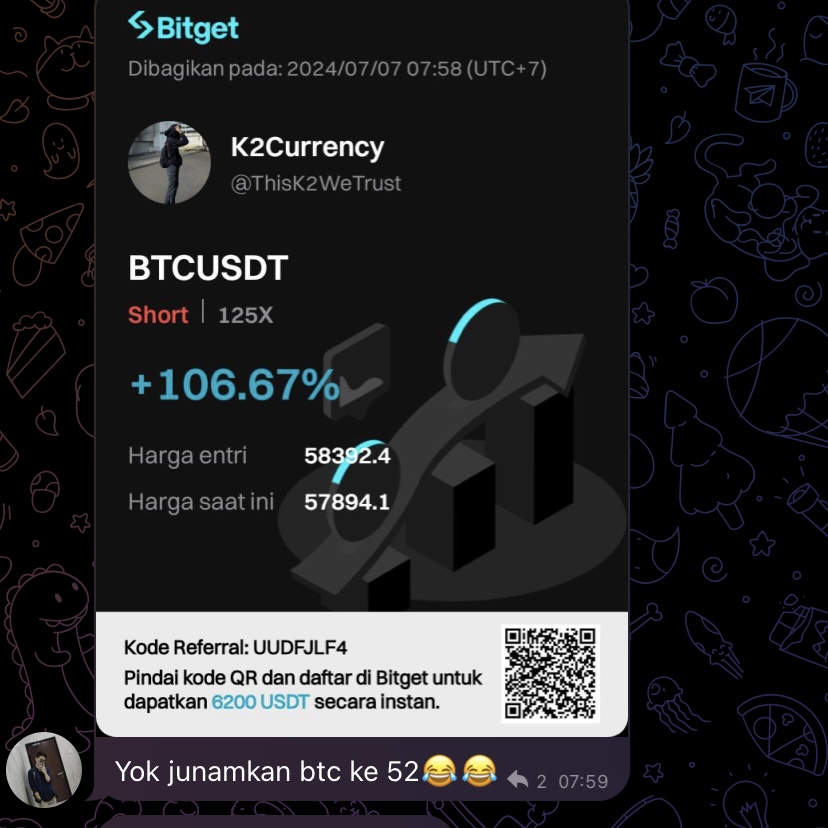 Bitget
Dibagikan pada: 2024/07/07 07:58 (UTC+7)
K2Currency
@ThisK2WeTrust
BTCUSDT
Short | 125X
+106.67%
Harga entri 58392.4
Harga saat ini 57894.1
Kode Referral: UUDFJLF4
Pindai kode QR dan daftar di Bitget untuk
dapatkan 6200 USDT secara instan.
Yok junamkan btc ke 52😂😂 2 07:59